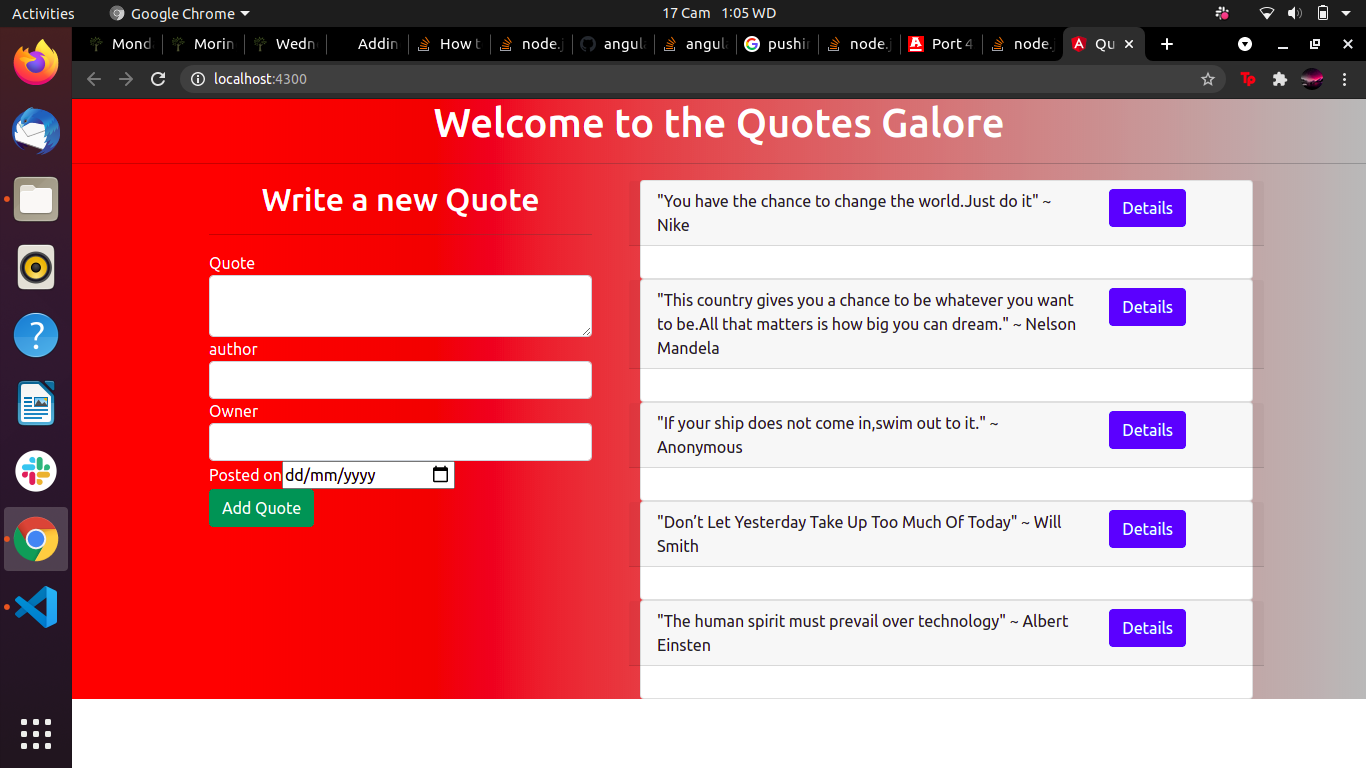 Activities
Google Chrome
17 Cam 1:05 WD
Mond
Morin
Wedn
Addin
How t
node.j
angul
angul
pushin
node.j
Port 4
node.j
Qu
localhost:4300
Tp
Welcome to the Quotes Galore
Write a new Quote
Quote
author
Owner
Posted on dd/mm/yyyy
Add Quote
"You have the chance to change the world.Just do it" ~
Nike
Details
"This country gives you a chance to be whatever you want
to be.All that matters is how big you can dream." ~ Nelson
Mandela
Details
"If your ship does not come in,swim out to it." ~
Anonymous
Details
"Don’t Let Yesterday Take Up Too Much Of Today" ~ Will
Smith
Details
"The human spirit must prevail over technology" ~ Albert
Einsten
Details